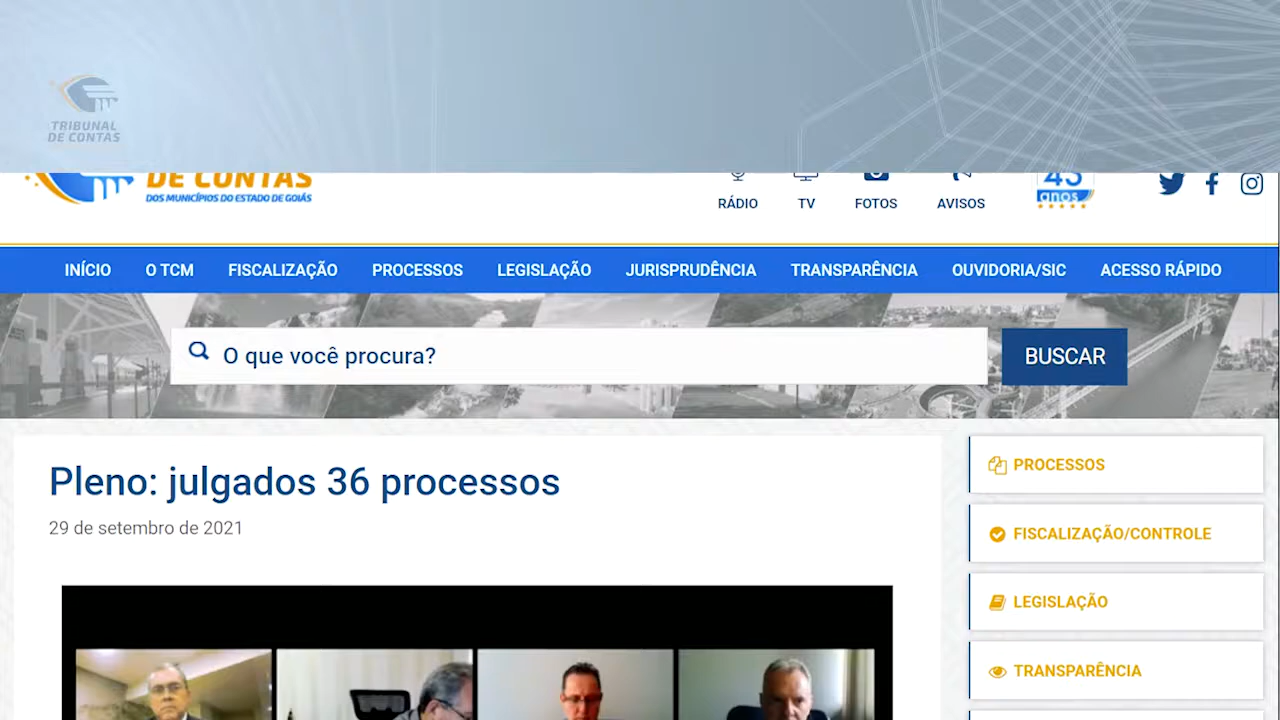 TRIBUNAL
DE CONTAS
DE CONTAS
DOS MUNICÍPIOS DO ESTADO DE GOIÁS
RÁDIO
TV
FOTOS
AVISOS
45
anos
INÍCIO
O TCM
FISCALIZAÇÃO
PROCESSOS
LEGISLAÇÃO
JURISPRUDÊNCIA
TRANSPARÊNCIA
OUVIDORIA/SIC
ACESSO RÁPIDO
O que você procura?
BUSCAR
Pleno: julgados 36 processos
29 de setembro de 2021
PROCESSOS
FISCALIZAÇÃO/CONTROLE
LEGISLAÇÃO
TRANSPARÊNCIA